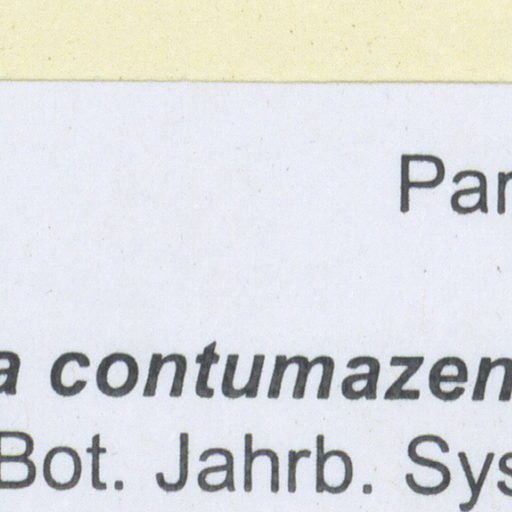 Par
a contumazen
Bot. Jahrb. Sys